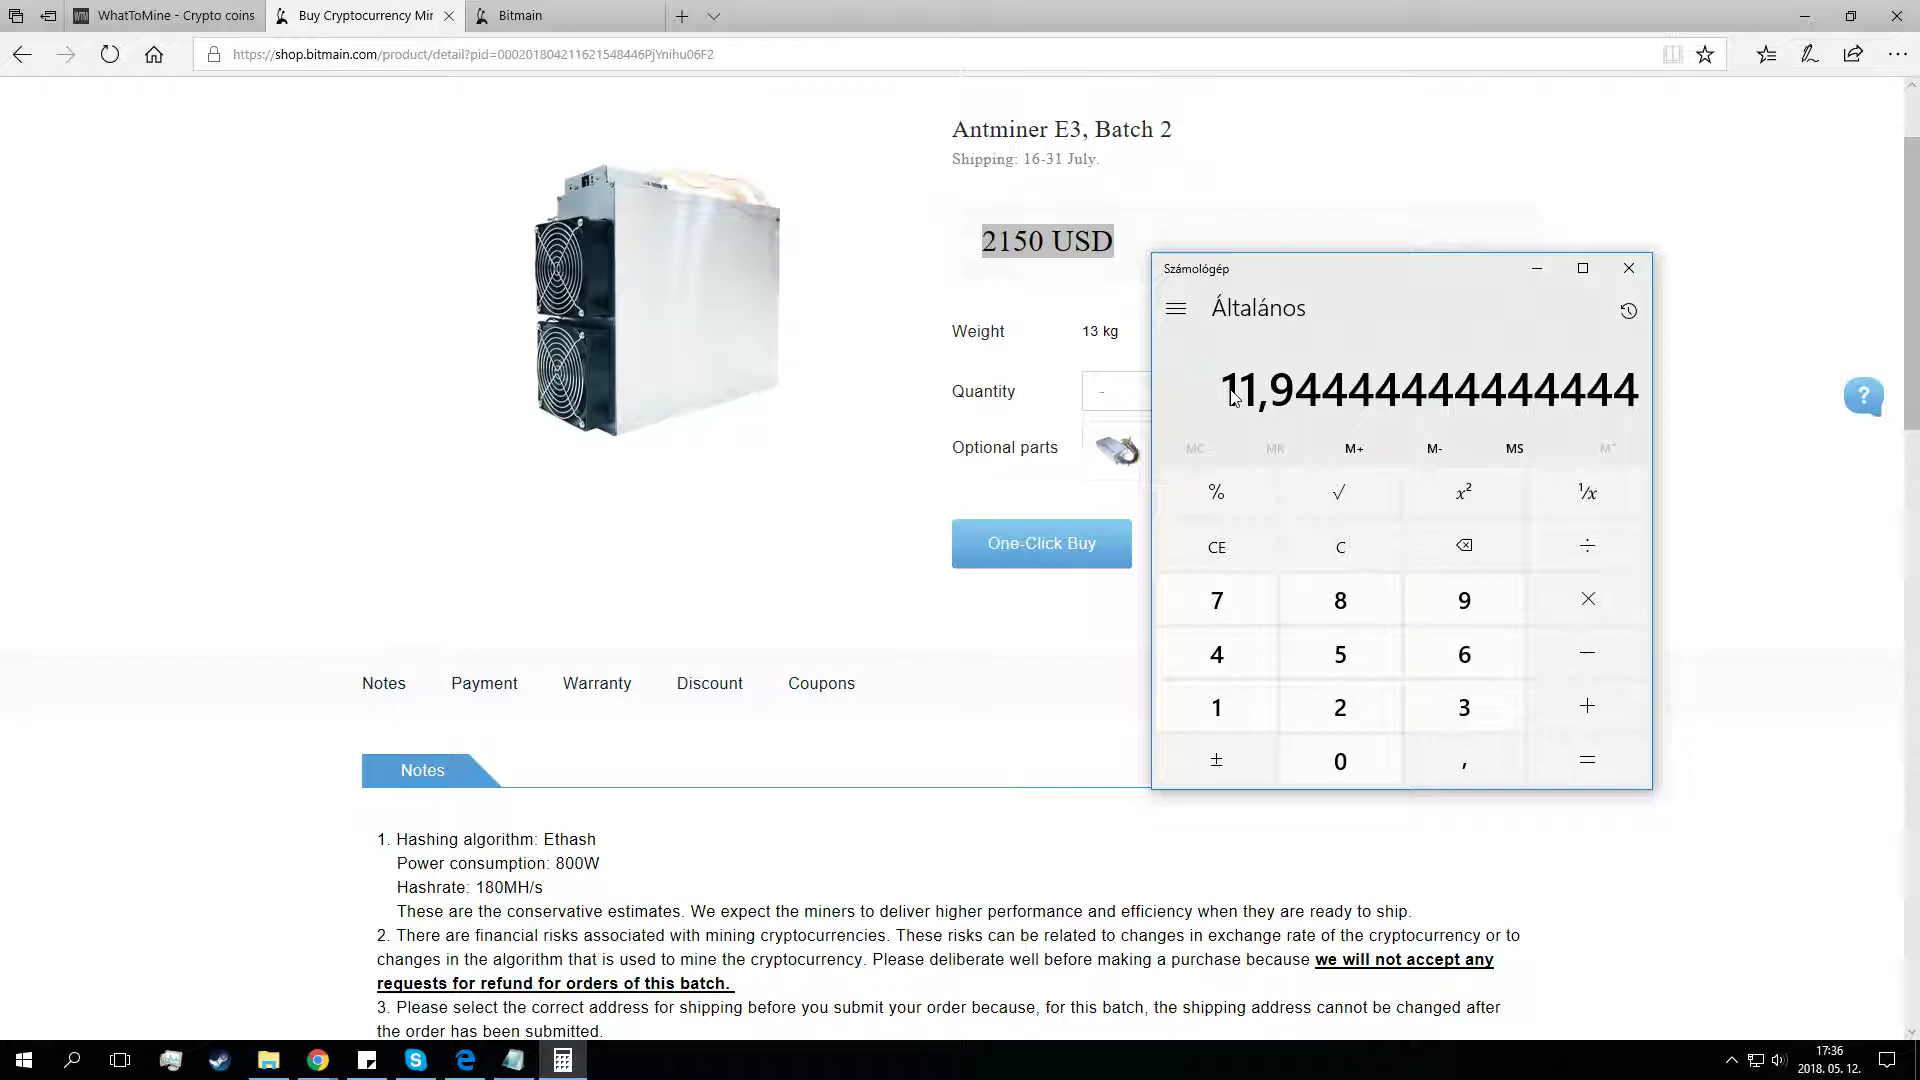 WhatToMine - Crypto coins
Buy Cryptocurrency Mir
Bitmain
https://shop.bitmain.com/product/detail?pid=00020180421162154844​6PjYnihu06F2
Antminer E3, Batch 2
Shipping: 16-31 July.
2150 USD
Weight 13 kg
Quantity -
Optional parts
One-Click Buy
Számológép
Általános
11,94444444444444
MC MR M+ M- MS M˅
% √ x² ¹/x
CE C ÷
7 8 9 ×
4 5 6 −
1 2 3 +
± 0 , =
?
Notes Payment Warranty Discount Coupons
Notes
1. Hashing algorithm: Ethash
Power consumption: 800W
Hashrate: 180MH/s
These are the conservative estimates. We expect the miners to deliver higher performance and efficiency when they are ready to ship.
2. There are financial risks associated with mining cryptocurrencies. These risks can be related to changes in exchange rate of the cryptocurrency or to
changes in the algorithm that is used to mine the cryptocurrency. Please deliberate well before making a purchase because we will not accept any
requests for refund for orders of this batch.
3. Please select the correct address for shipping before you submit your order because, for this batch, the shipping address cannot be changed after
the order has been submitted.
17:36
2018. 05. 12.